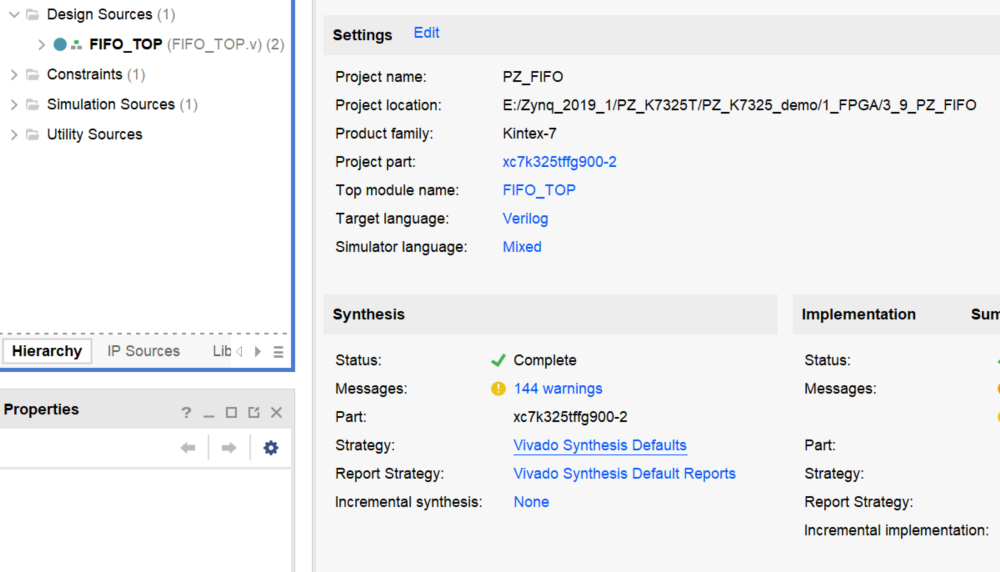 Design Sources (1)
FIFO_TOP (FIFO_TOP.v) (2)
Constraints (1)
Simulation Sources (1)
Utility Sources
Hierarchy IP Sources Lib
Properties
?
Settings Edit
Project name: PZ_FIFO
Project location: E:/Zynq_2019_1/PZ_K7325T/PZ_K7325_demo/1_FPGA/3_9_PZ_FIFO
Product family: Kintex-7
Project part: xc7k325tffg900-2
Top module name: FIFO_TOP
Target language: Verilog
Simulator language: Mixed
Synthesis
Status: Complete
Messages: 144 warnings
Part: xc7k325tffg900-2
Strategy: Vivado Synthesis Defaults
Report Strategy: Vivado Synthesis Default Reports
Incremental synthesis: None
Implementation Sum
Status:
Messages:
Part:
Strategy:
Report Strategy:
Incremental implementation: